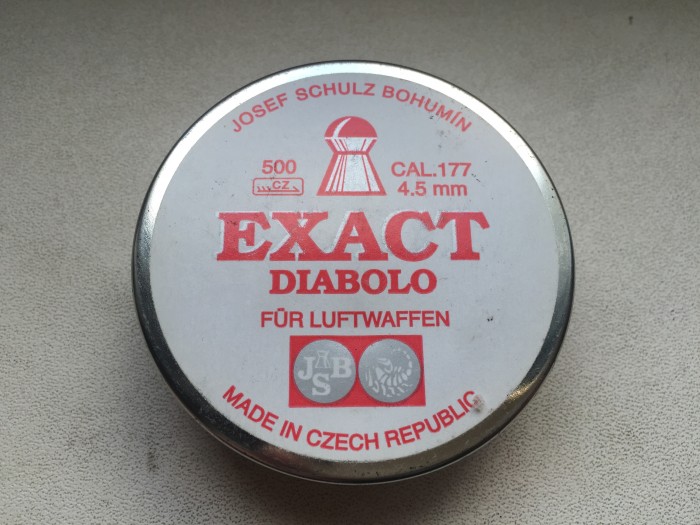 JOSEF SCHULZ BOHUMÍN
500
CZ
CAL.177
4.5 mm
EXACT
DIABOLO
FÜR LUFTWAFFEN
JSB
MADE IN CZECH REPUBLIC